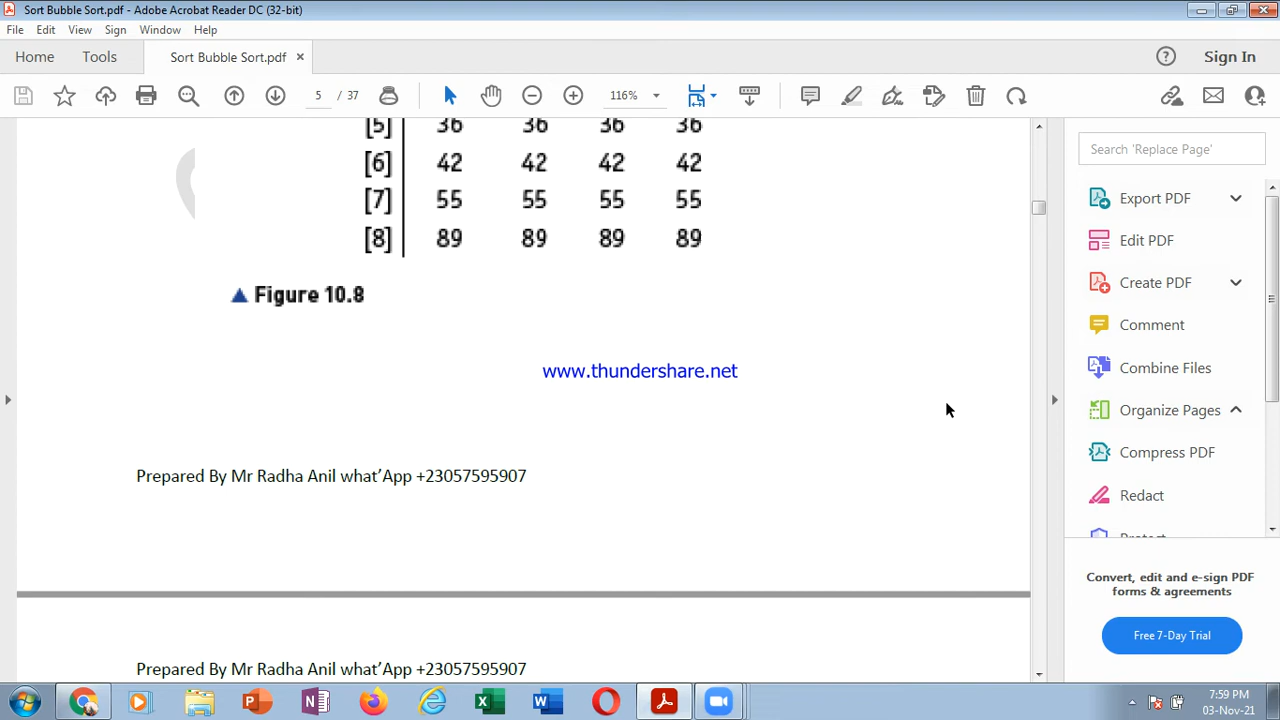 Sort Bubble Sort.pdf - Adobe Acrobat Reader DC (32-bit)
File Edit View Sign Window Help
Home Tools Sort Bubble Sort.pdf × Sign In
5 / 37 116%
[5] 36 36 36 36
[6] 42 42 42 42
[7] 55 55 55 55
[8] 89 89 89 89
▲ Figure 10.8
www.thundershare.net
Prepared By Mr Radha Anil what’App +23057595907
Prepared By Mr Radha Anil what’App +23057595907
Search 'Replace Page'
Export PDF
Edit PDF
Create PDF
Comment
Combine Files
Organize Pages
Compress PDF
Redact
Protect
Convert, edit and e-sign PDF
forms & agreements
Free 7-Day Trial
7:59 PM
03-Nov-21